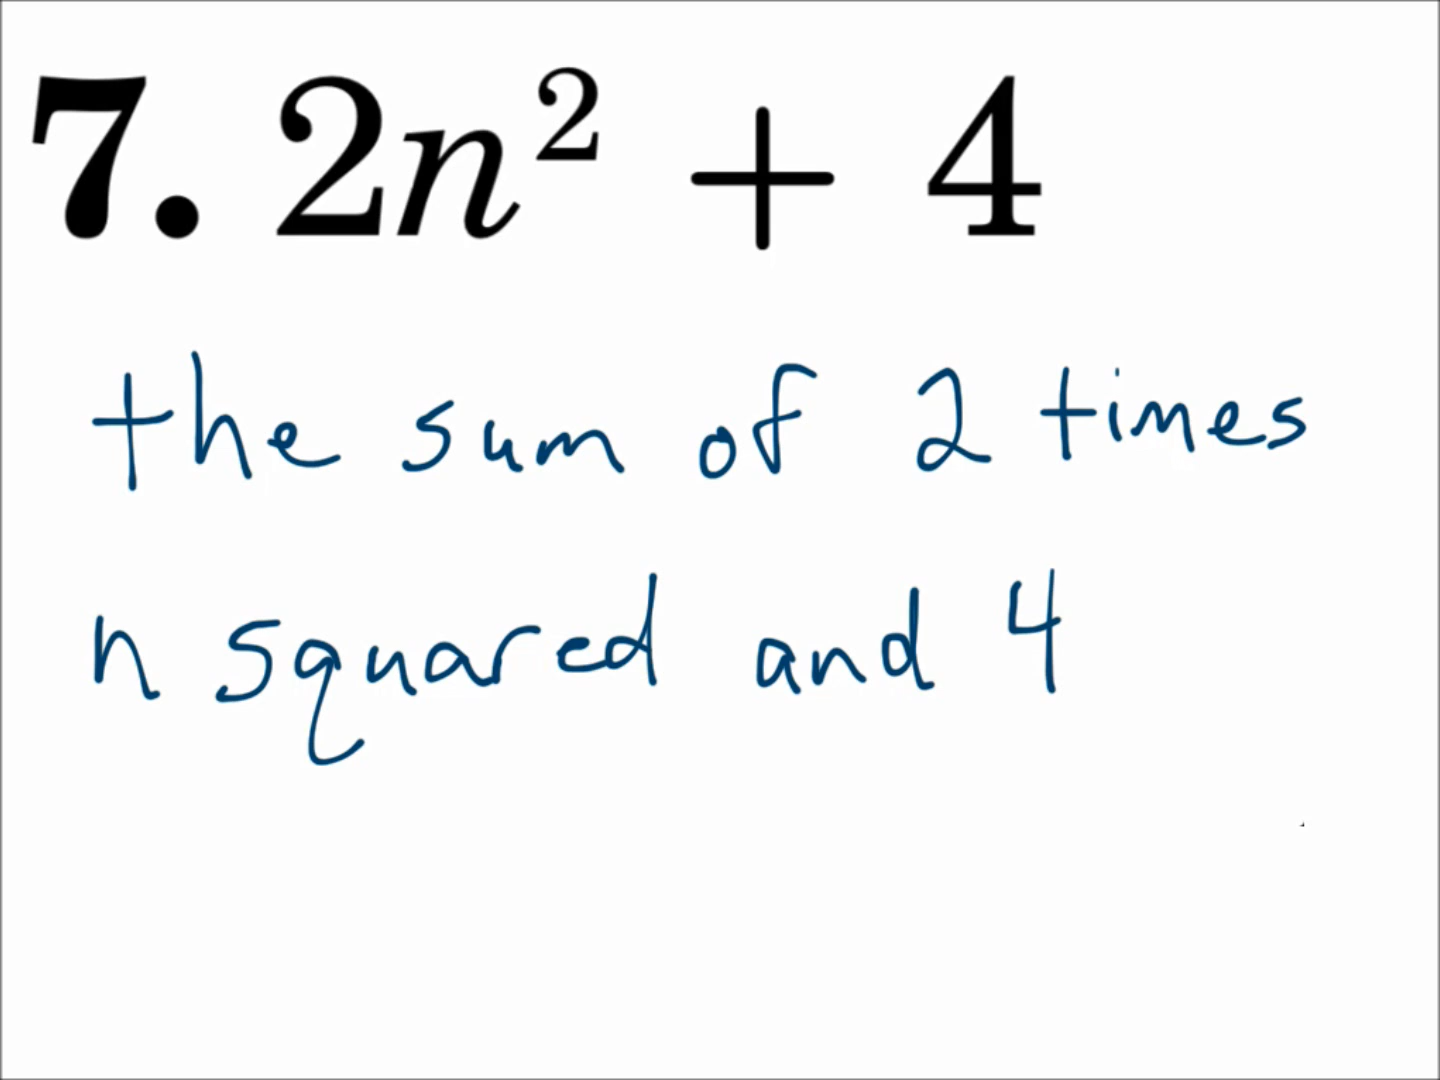 7. 2n² + 4
the sum of 2 times
n squared and 4